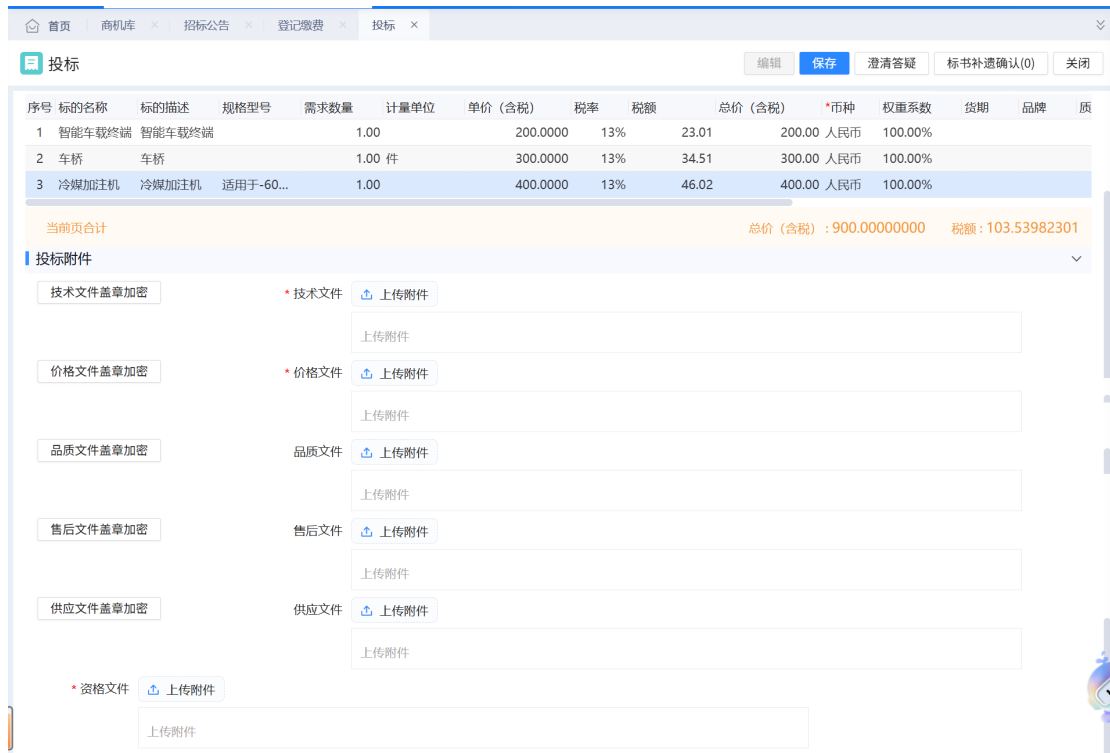 首页 商机库 × 招标公告 × 登记缴费 × 投标 ×
投标 编辑 保存 澄清答疑 标书补遗确认(0) 关闭
序号 标的名称 标的描述 规格型号 需求数量 计量单位 单价（含税） 税率 税额 总价（含税） *币种 权重系数 货期 品牌 质
1 智能车载终端 智能车载终端 1.00 200.0000 13% 23.01 200.00 人民币 100.00%
2 车桥 车桥 1.00 件 300.0000 13% 34.51 300.00 人民币 100.00%
3 冷媒加注机 冷媒加注机 适用于-60... 1.00 400.0000 13% 46.02 400.00 人民币 100.00%
当前页合计 总价（含税）: 900.00000000 税额 : 103.53982301
投标附件
技术文件盖章加密 * 技术文件 上传附件
上传附件
价格文件盖章加密 * 价格文件 上传附件
上传附件
品质文件盖章加密 品质文件 上传附件
上传附件
售后文件盖章加密 售后文件 上传附件
上传附件
供应文件盖章加密 供应文件 上传附件
上传附件
* 资格文件 上传附件
上传附件